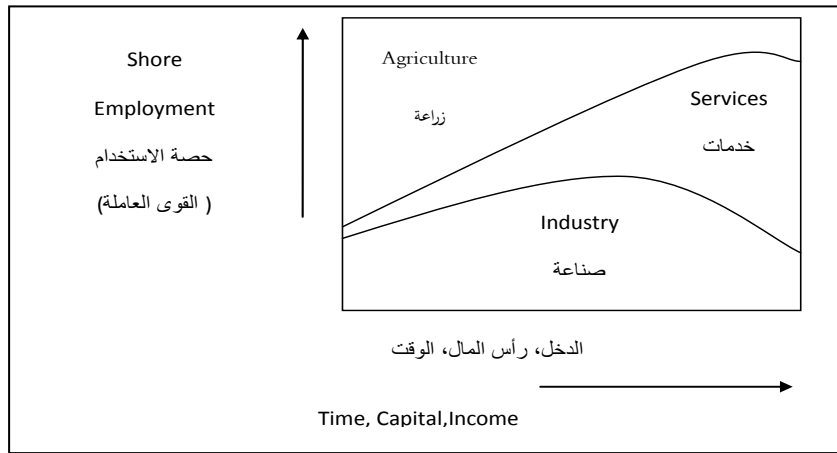 Shore
Employment
حصة الاستخدام
( القوى العاملة)
Agriculture
زراعة
Services
خدمات
Industry
صناعة
الدخل، رأس المال، الوقت
Time, Capital,Income